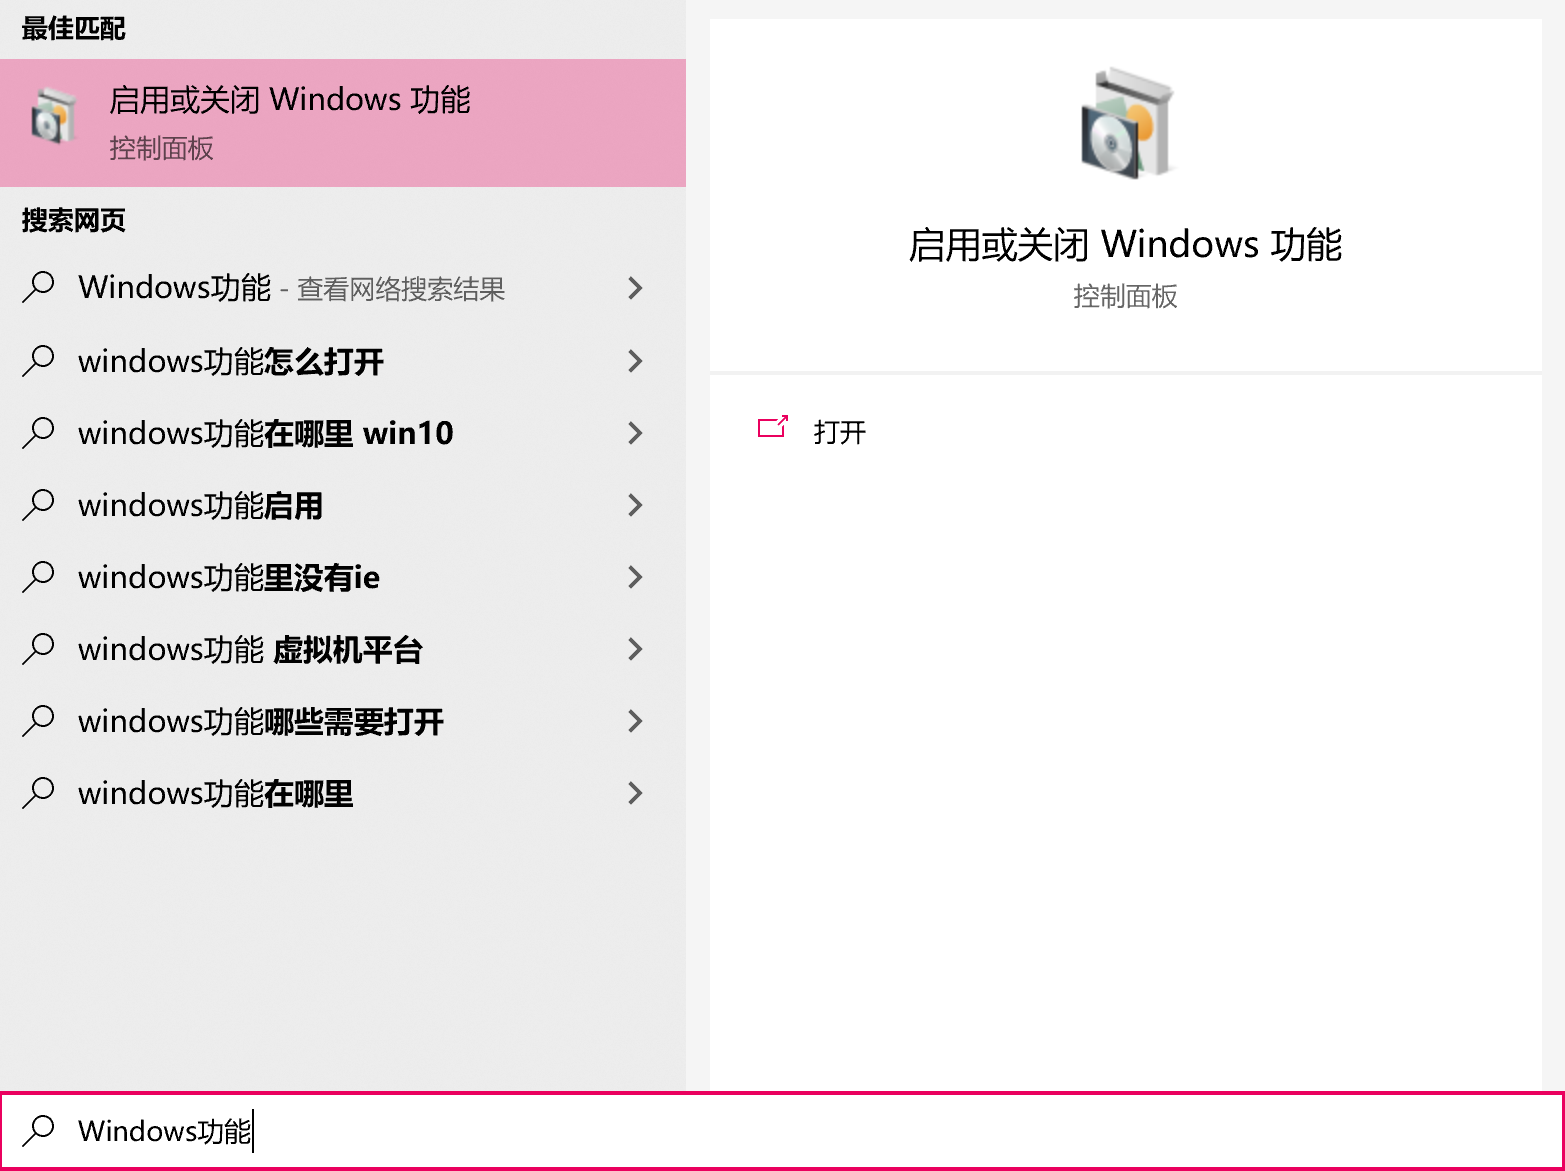 最佳匹配
启用或关闭 Windows 功能
控制面板
搜索网页
Windows功能 - 查看网络搜索结果
windows功能怎么打开
windows功能在哪里 win10
windows功能启用
windows功能里没有ie
windows功能 虚拟机平台
windows功能哪些需要打开
windows功能在哪里
启用或关闭 Windows 功能
控制面板
打开
Windows功能